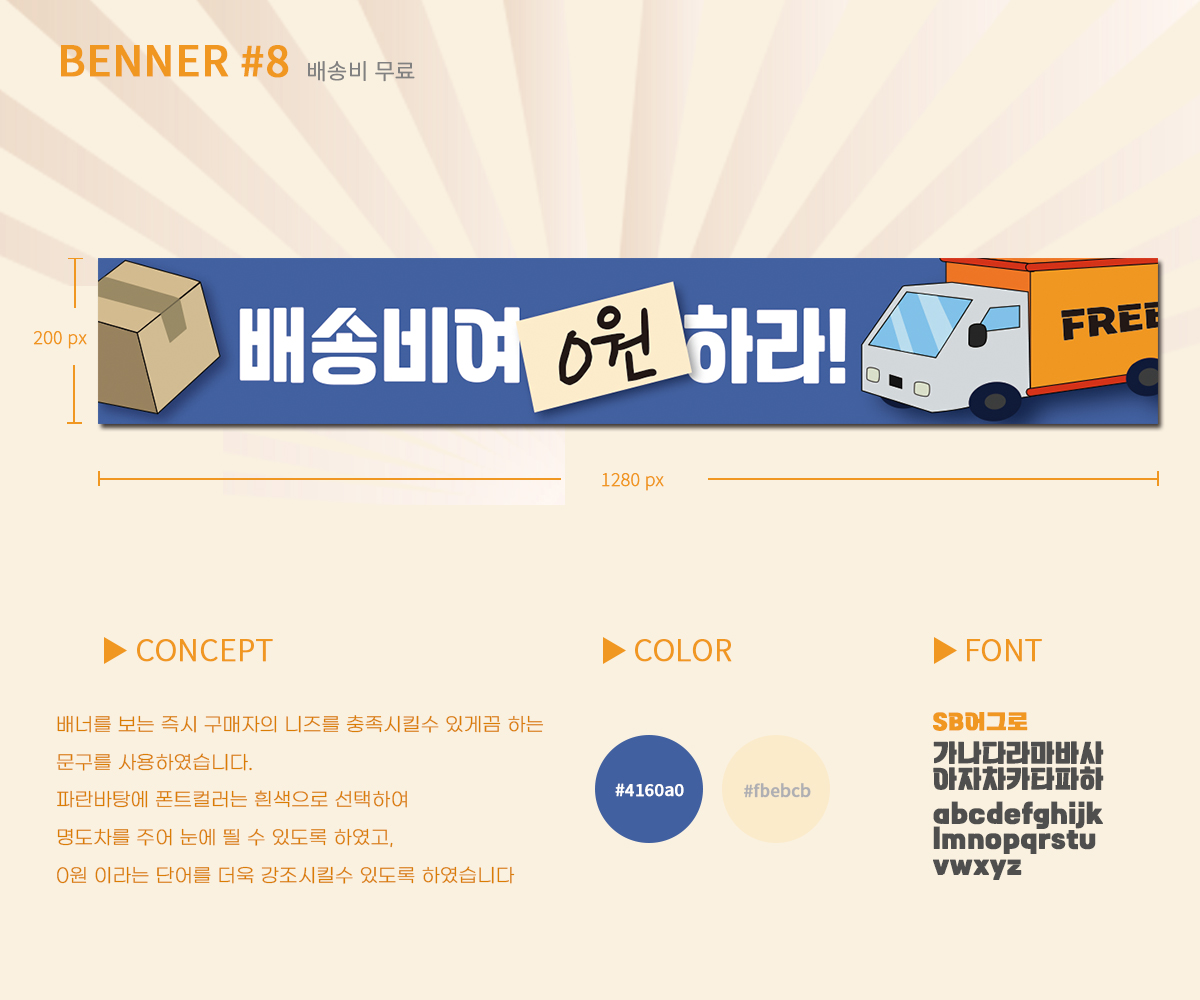 BENNER #8 배송비 무료
200 px
배송비여 0원 하라!
FREE
1280 px
▶ CONCEPT
배너를 보는 즉시 구매자의 니즈를 충족시킬수 있게끔 하는
문구를 사용하였습니다.
파란바탕에 폰트컬러는 흰색으로 선택하여
명도차를 주어 눈에 띌 수 있도록 하였고,
0원 이라는 단어를 더욱 강조시킬수 있도록 하였습니다
▶ COLOR
#4160a0
#fbebcb
▶ FONT
SB어그로
가나다라마바사
아자차카타파하
abcdefghijk
lmnopqrstu
vwxyz